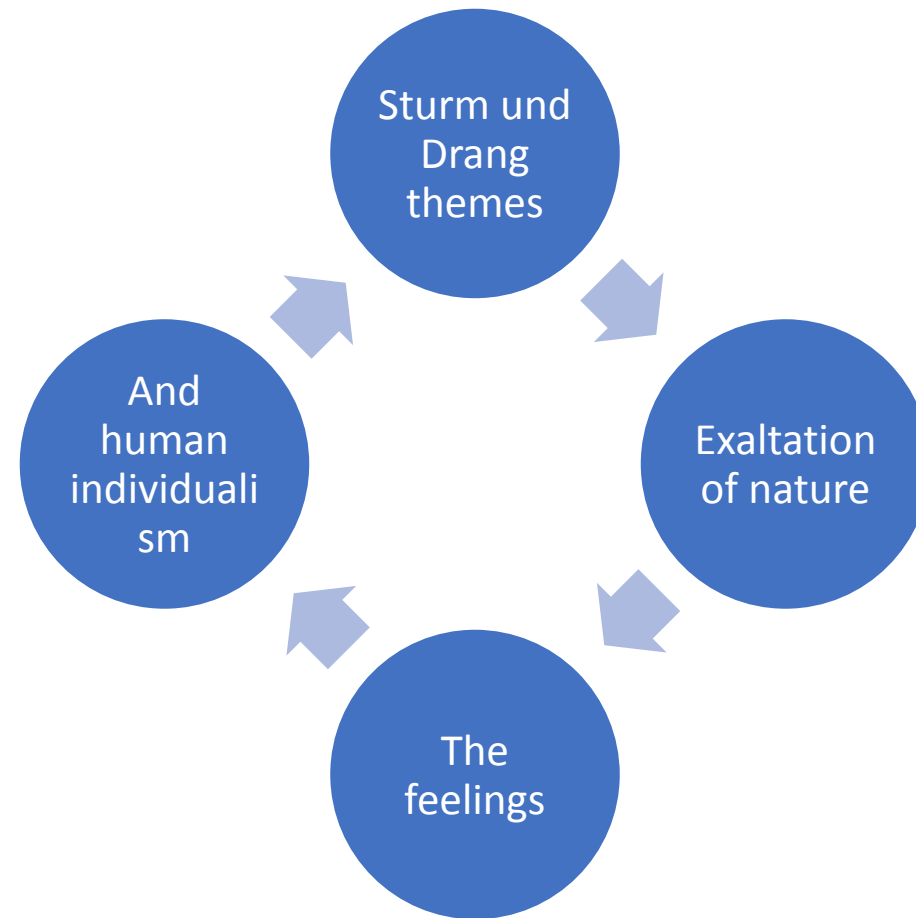 Sturm und
Drang
themes
Exaltation
of nature
The
feelings
And
human
individuali
sm